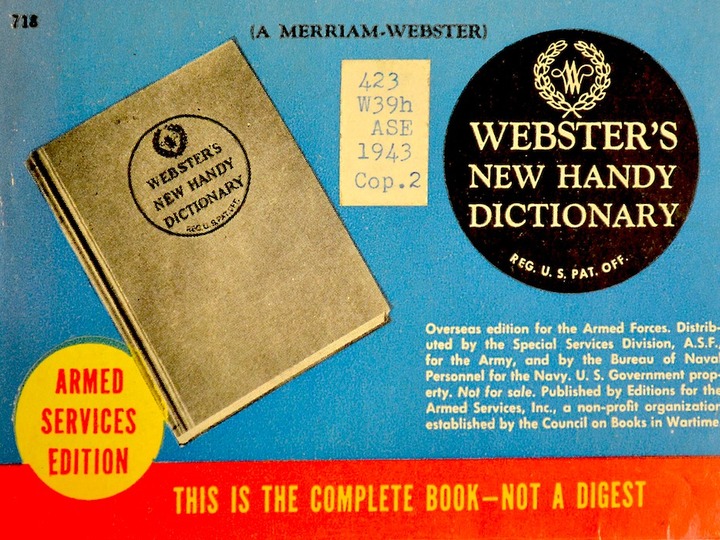 718
(A MERRIAM-WEBSTER)
423
W39h
ASE
1943
Cop.2
W
WEBSTER'S
NEW HANDY
DICTIONARY
REG. U. S. PAT. OFF.
WEBSTER'S
NEW HANDY
DICTIONARY
REG. U.S. PAT. OFF.
Overseas edition for the Armed Forces. Distrib-
uted by the Special Services Division, A.S.F.,
for the Army, and by the Bureau of Naval
Personnel for the Navy. U. S. Government prop-
erty. Not for sale. Published by Editions for the
Armed Services, Inc., a non-profit organization
established by the Council on Books in Wartime.
ARMED
SERVICES
EDITION
THIS IS THE COMPLETE BOOK—NOT A DIGEST